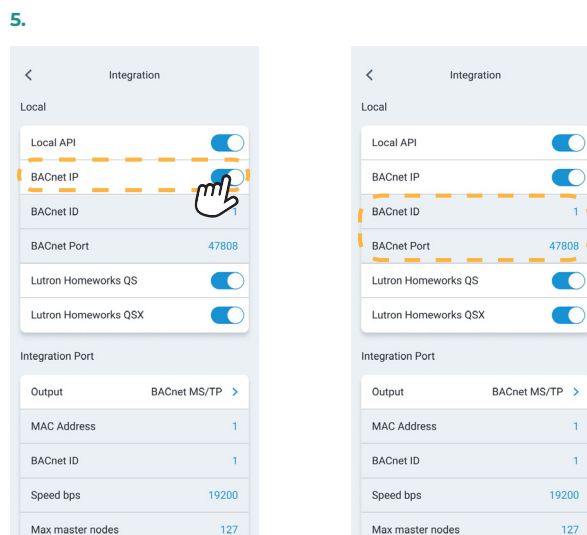 5.
Integration
Local
Local API
BACnet IP
BACnet ID 1
BACnet Port 47808
Lutron Homeworks QS
Lutron Homeworks QSX
Integration Port
Output BACnet MS/TP >
MAC Address 1
BACnet ID 1
Speed bps 19200
Max master nodes 127
Integration
Local
Local API
BACnet IP
BACnet ID 1
BACnet Port 47808
Lutron Homeworks QS
Lutron Homeworks QSX
Integration Port
Output BACnet MS/TP >
MAC Address 1
BACnet ID 1
Speed bps 19200
Max master nodes 127